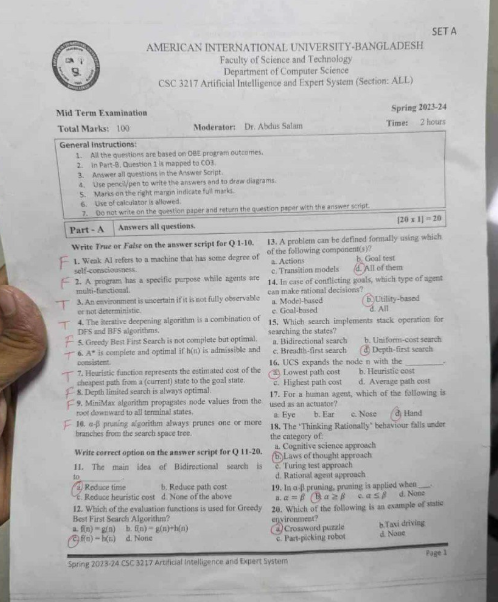 SET A
AMERICAN INTERNATIONAL UNIVERSITY-BANGLADESH
Faculty of Science and Technology
Department of Computer Science
CSC 3217 Artificial Intelligence and Expert System (Section: ALL)
Mid Term Examination
Spring 2023-24
Total Marks: 100
Moderator: Dr. Abdus Salam
Time: 2 hours
General Instructions:
1. All the questions are based on OBE program outcomes.
2. In Part-B, Question 1 is mapped to CO3.
3. Answer all questions in the Answer Script.
4. Use pencil/pen to write the answers and to drew diagrams.
5. Marks on the right margin indicate full marks.
6. Use of calculator is allowed.
7. Do not write on the question paper and return the question paper with the answer script.
Part - A
Answers all questions.
[20 x 1] = 20
Write True or False on the answer script for Q 1-10.
F 1. Weak AI refers to a machine that has some degree of
self-consciousness.
F 2. A program has a specific purpose while agents are
multi-functional.
T 3. An environment is uncertain if it is not fully observable
or not deterministic.
T 4. The iterative deepening algorithm is a combination of
DFS and BFS algorithms.
F 5. Greedy Best First Search is not complete but optimal.
T 6. A* is complete and optimal if h(n) is admissible and
consistent.
T 7. Heuristic function represents the estimated cost of the
cheapest path from a (current) state to the goal state.
F 8. Depth limited search is always optimal
F 9. MiniMax algorithm propagates node values from the
root downward to all terminal states.
F 10. α-β pruning algorithm always prunes one or more
branches from the search space tree.
Write correct option on the answer script for Q 11-20.
11. The main idea of Bidirectional search is
to
a. Reduce time b. Reduce path cost
c. Reduce heuristic cost d. None of the above
12. Which of the evaluation functions is used for Greedy
Best First Search Algorithm?
a. f(n) = g(n) b. f(n) = g(n)+h(n)
c. f(n) = h(n) d. None
13. A problem can be defined formally using which
of the following component(s)?
a. Actions b. Goal test
c. Transition models d. All of them
14. In case of conflicting goals, which type of agent
can make rational decisions?
a. Model-based b. Utility-based
c. Goal-based d. All
15. Which search implements stack operation for
searching the states?
a. Bidirectional search b. Uniform-cost search
c. Breadth-first search d. Depth-first search
16. UCS expands the node n with the ______.
a. Lowest path cost b. Heuristic cost
c. Highest path cost d. Average path cost
17. For a human agent, which of the following is
used as an actuator?
a. Eye b. Ear c. Nose d. Hand
18. The 'Thinking Rationally' behaviour falls under
the category of:
a. Cognitive science approach
b. Laws of thought approach
c. Turing test approach
d. Rational agent approach
19. In α-β pruning, pruning is applied when ___.
a. α = β b. α ≥ β c. α ≤ β d. None
20. Which of the following is an example of static
environment?
a. Crossword puzzle b. Taxi driving
c. Part-picking robot d. None
Spring 2023-24 CSC 3217 Artificial Intelligence and Expert System
Page 1